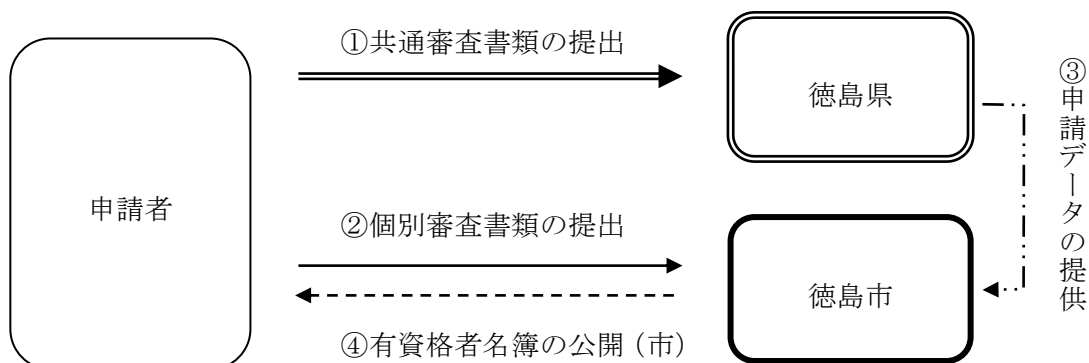 ①共通審査書類の提出
徳島県
③申請データの提供
申請者
②個別審査書類の提出
徳島市
④有資格者名簿の公開（市）